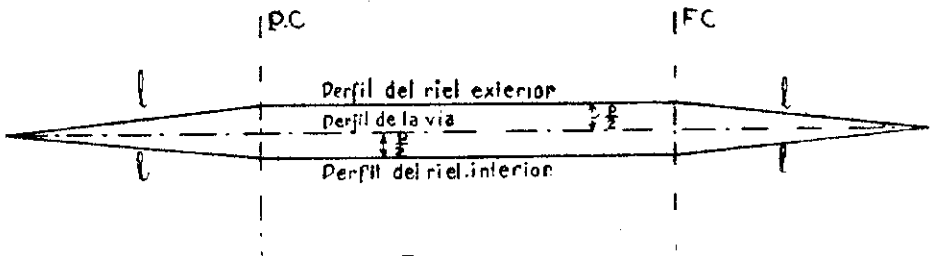 P.C
FC
l
l
Perfil del riel exterior
Perfil de la via
p/2
p/2
l
l
Perfil del riel.interior